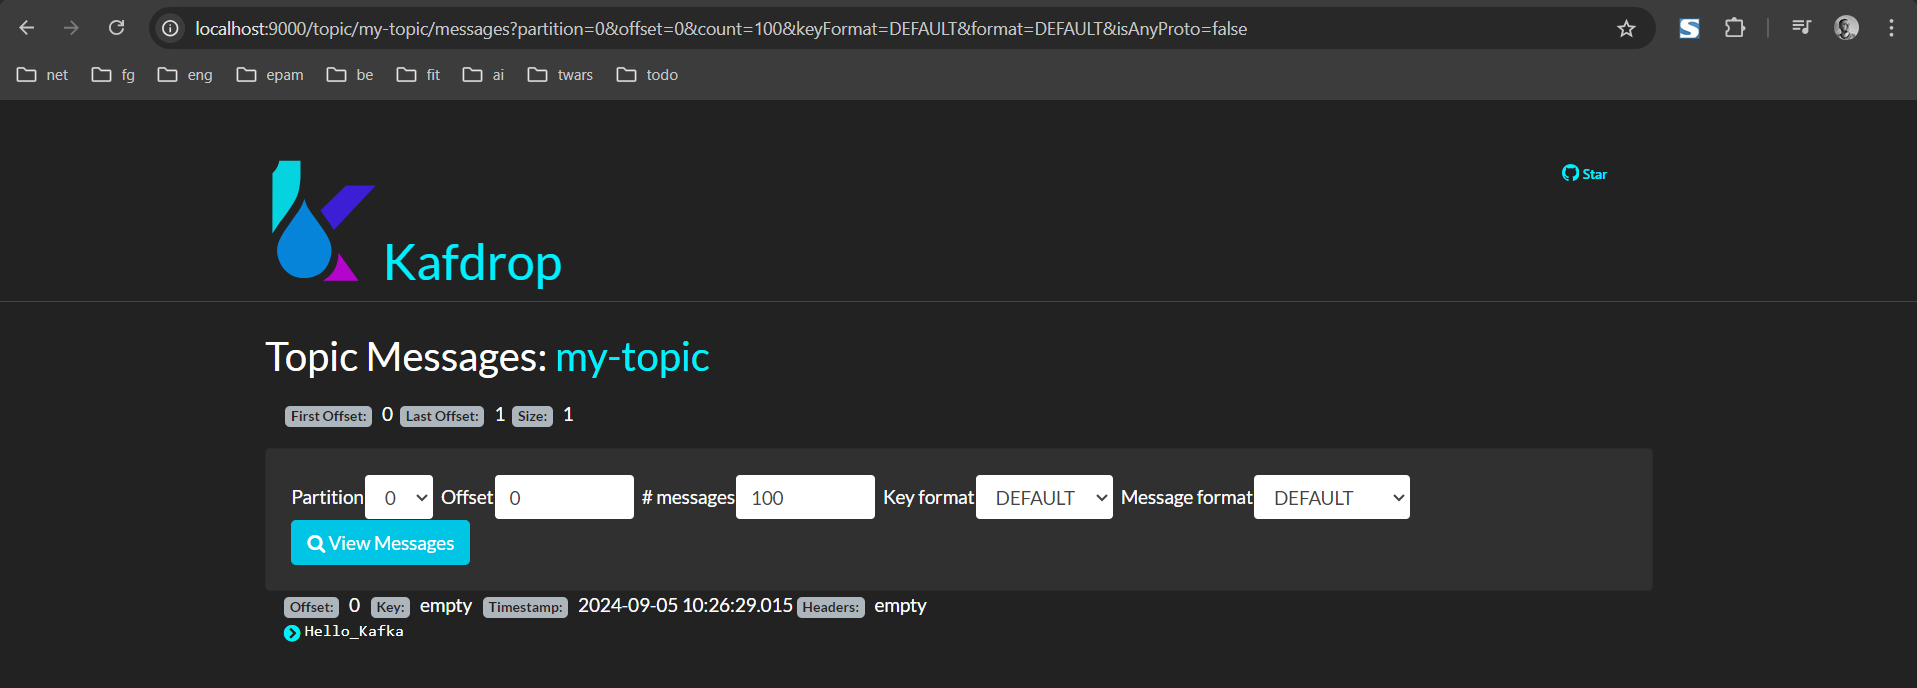 localhost:9000/topic/my-topic/messages?partition=0&offset=0&count=100&keyFormat=DEFAULT&format=DEFAULT&isAnyProto=false
net fg eng epam be fit ai twars todo
Star
Kafdrop
Topic Messages: my-topic
First Offset: 0 Last Offset: 1 Size: 1
Partition 0 Offset 0 # messages 100 Key format DEFAULT Message format DEFAULT
View Messages
Offset: 0 Key: empty Timestamp: 2024-09-05 10:26:29.015 Headers: empty
Hello_Kafka